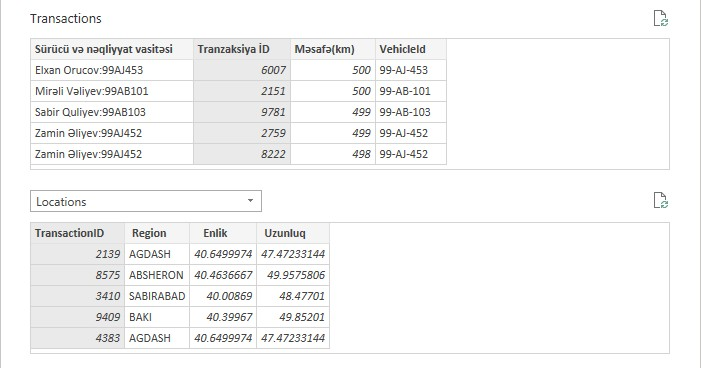 Transactions
Sürücü və nəqliyyat vasitəsi Tranzaksiya İD Məsafə(km) VehicleId
Elxan Orucov:99AJ453 6007 500 99-AJ-453
Mirəli Vəliyev:99AB101 2151 500 99-AB-101
Sabir Quliyev:99AB103 9781 499 99-AB-103
Zamin Əliyev:99AJ452 2759 499 99-AJ-452
Zamin Əliyev:99AJ452 8222 498 99-AJ-452
Locations
TransactionID Region Enlik Uzunluq
2139 AGDASH 40.6499974 47.47233144
8575 ABSHERON 40.4636667 49.9575806
3410 SABIRABAD 40.00869 48.47701
9409 BAKI 40.39967 49.85201
4383 AGDASH 40.6499974 47.47233144